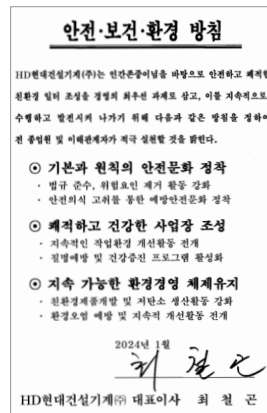 안전·보건·환경 방침
HD현대건설기계(주)는 인간존중이념을 바탕으로 안전하고 쾌적한
친환경 일터 조성을 경영의 최우선 과제로 삼고, 이를 지속적으로
수행하고 발전시켜 나가기 위해 다음과 같은 방침을 정하여
전 종업원 및 이해관계자가 적극 실천할 것을 밝힌다.
⊙ 기본과 원칙의 안전문화 정착
· 법규 준수, 위험요인 제거 활동 강화
· 안전의식 고취를 통한 예방안전문화 정착
⊙ 쾌적하고 건강한 사업장 조성
· 지속적인 작업환경 개선활동 전개
· 질병예방 및 건강증진 프로그램 활성화
⊙ 지속 가능한 환경경영 체제유지
· 친환경제품개발 및 저탄소 생산활동 강화
· 환경오염 예방 및 지속적 개선활동 전개
2024년 1월
최철곤
HD현대건설기계㈜ 대표이사 최 철 곤